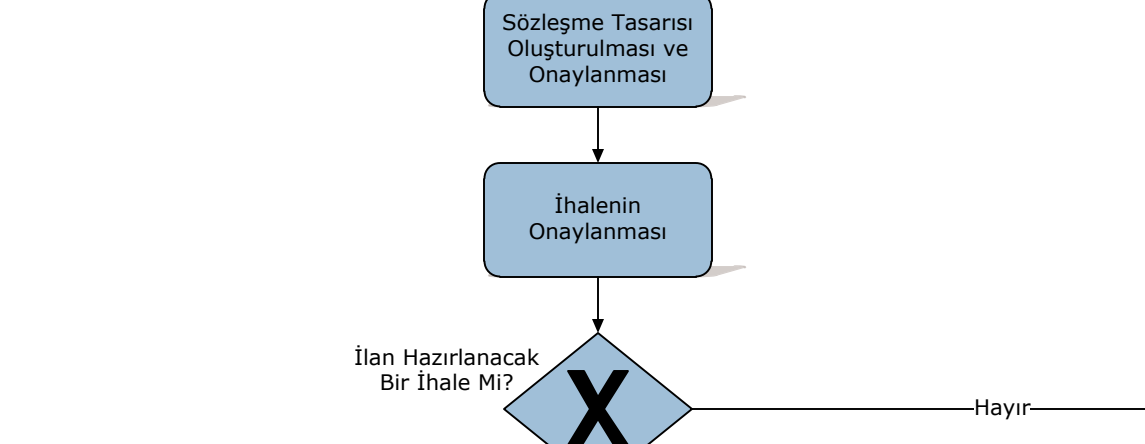 Sözleşme Tasarısı
Oluşturulması ve
Onaylanması
İhalenin
Onaylanması
İlan Hazırlanacak
Bir İhale Mi?
X
Hayır